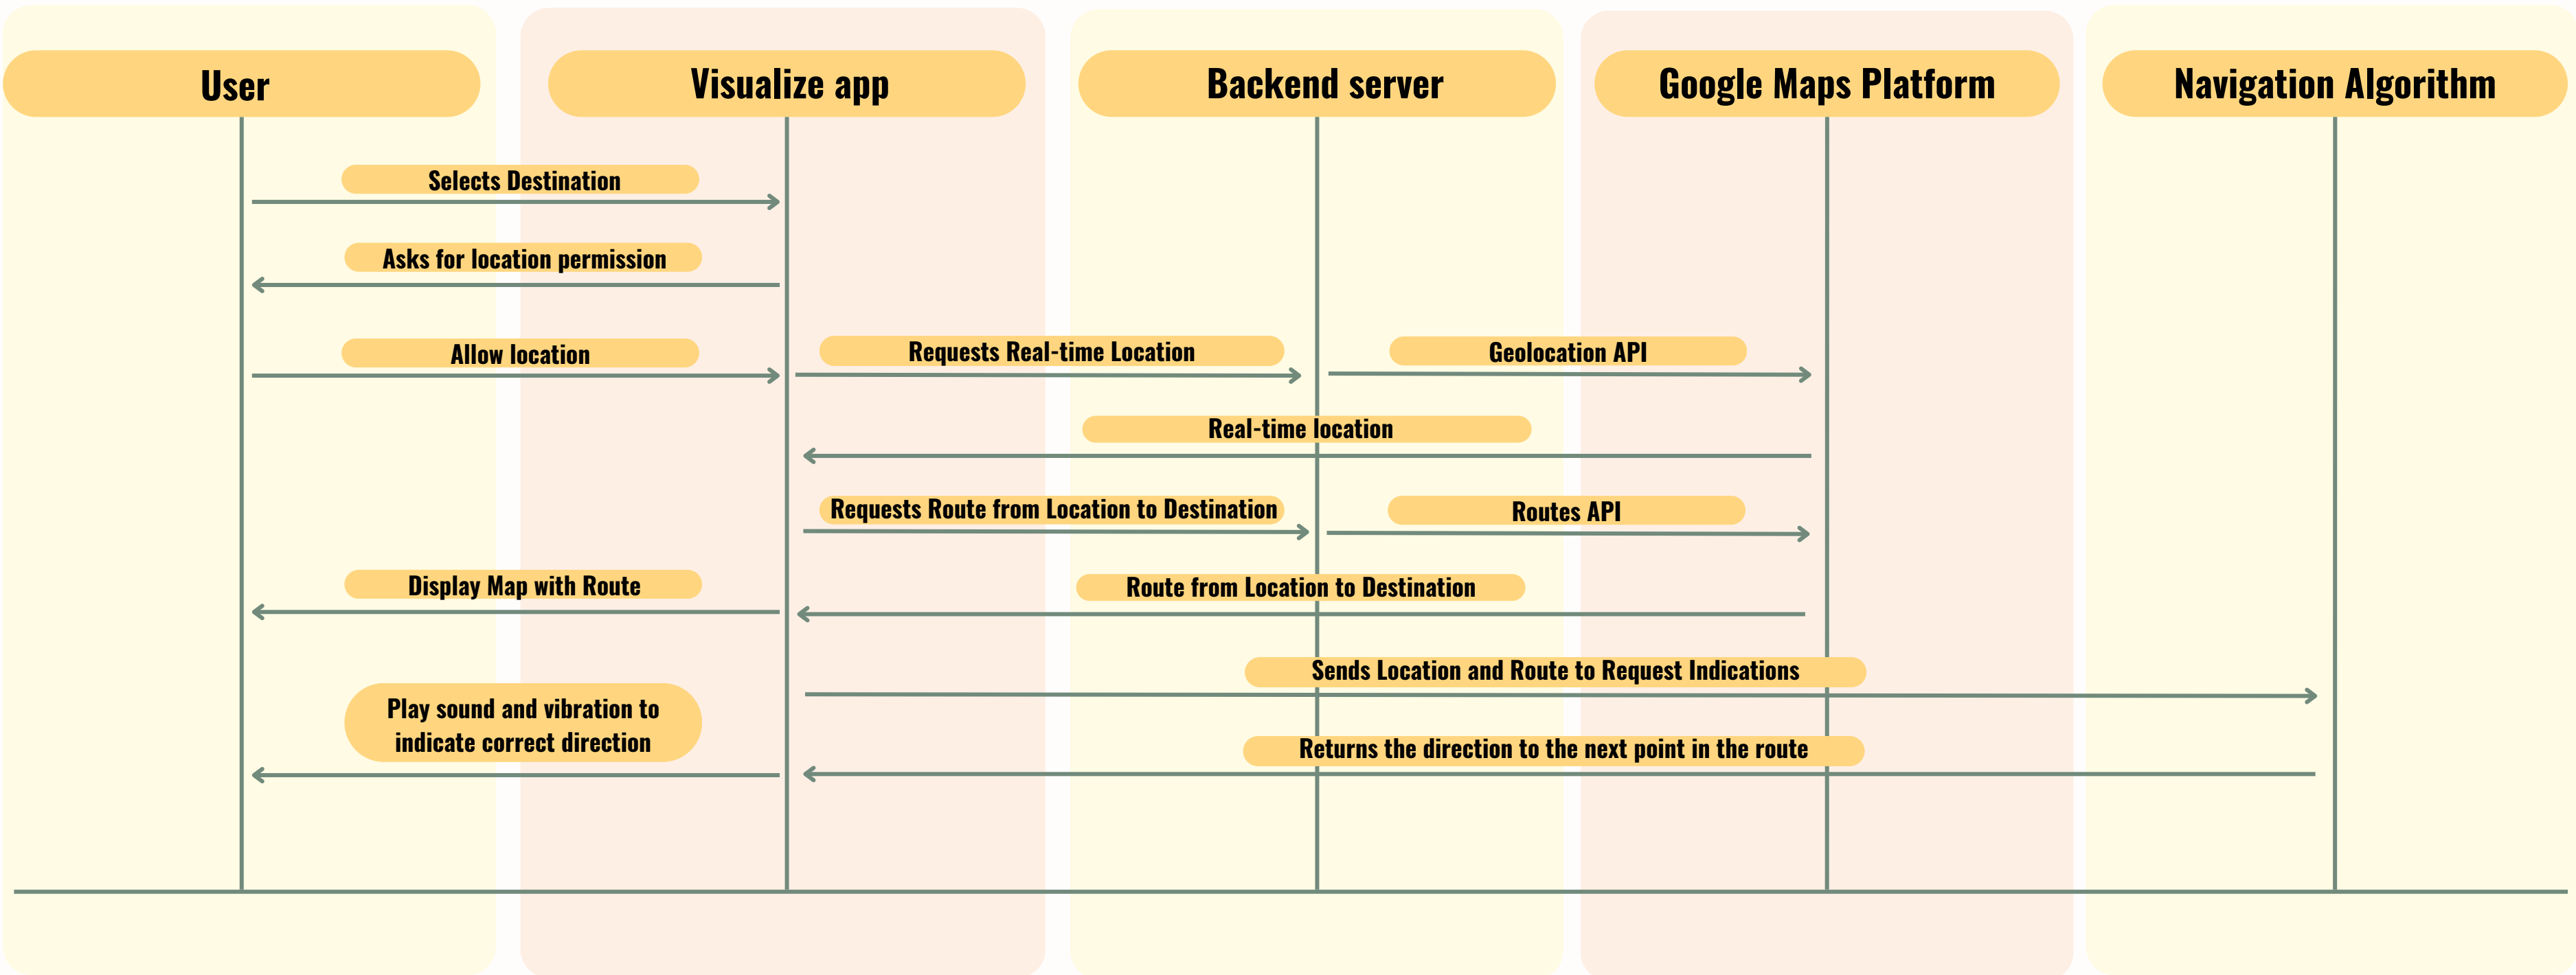 User
Visualize app
Backend server
Google Maps Platform
Navigation Algorithm
Selects Destination
Asks for location permission
Allow location
Requests Real-time Location
Geolocation API
Real-time location
Requests Route from Location to Destination
Routes API
Display Map with Route
Route from Location to Destination
Sends Location and Route to Request Indications
Play sound and vibration to
indicate correct direction
Returns the direction to the next point in the route